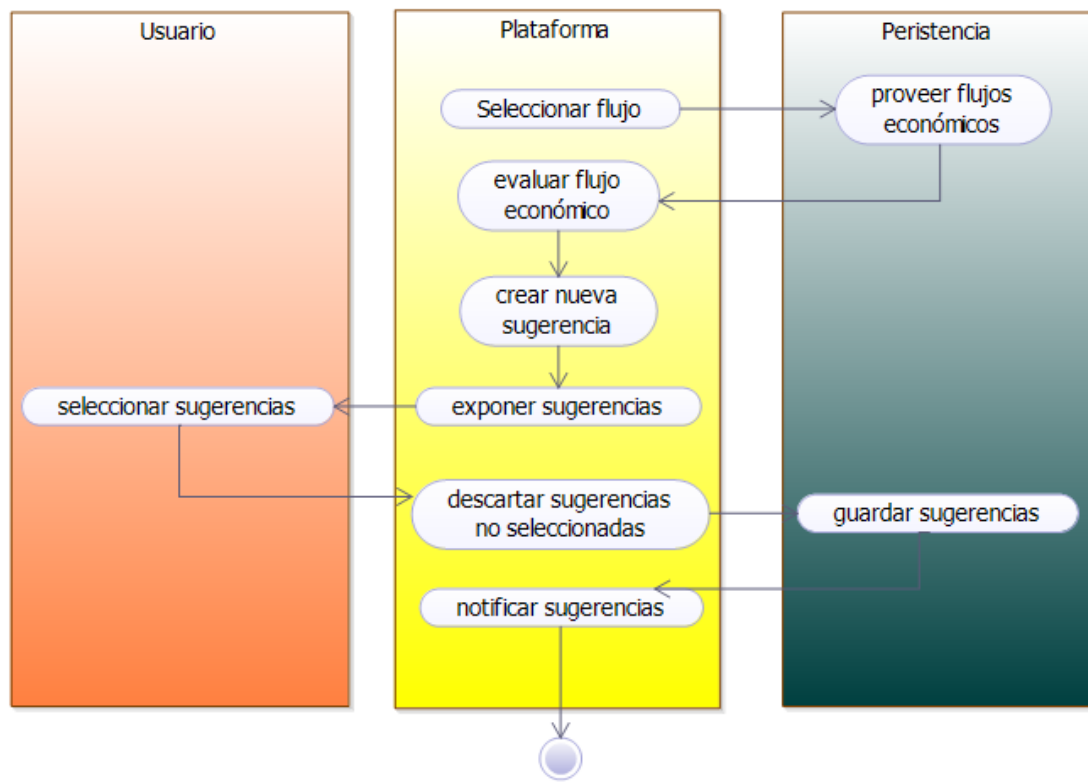 Usuario
Plataforma
Peristencia
Seleccionar flujo
proveer flujos
económicos
evaluar flujo
económico
crear nueva
sugerencia
seleccionar sugerencias
exponer sugerencias
descartar sugerencias
no seleccionadas
guardar sugerencias
notificar sugerencias